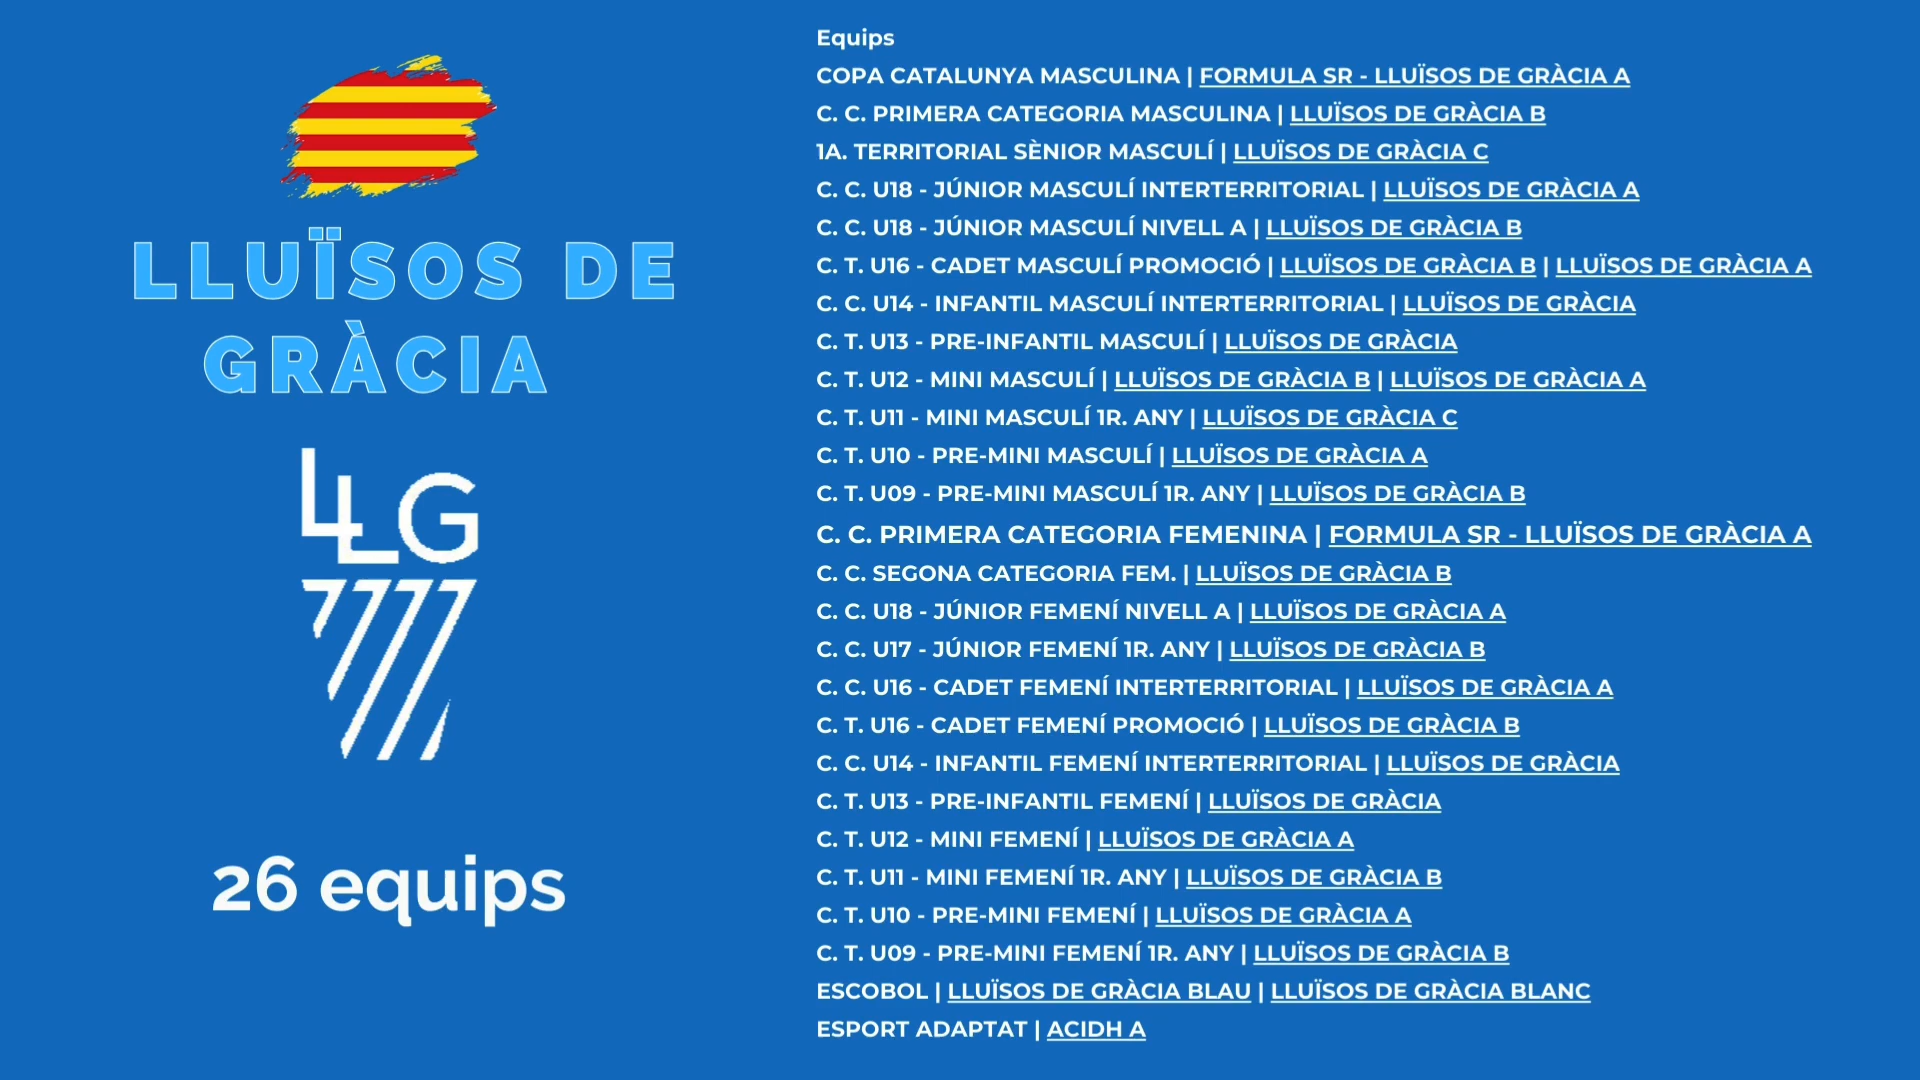 LLUÏSOS DE
GRÀCIA
LLG
26 equips
Equips
COPA CATALUNYA MASCULINA | FORMULA SR - LLUÏSOS DE GRÀCIA A
C. C. PRIMERA CATEGORIA MASCULINA | LLUÏSOS DE GRÀCIA B
1A. TERRITORIAL SÈNIOR MASCULÍ | LLUÏSOS DE GRÀCIA C
C. C. U18 - JÚNIOR MASCULÍ INTERTERRITORIAL | LLUÏSOS DE GRÀCIA A
C. C. U18 - JÚNIOR MASCULÍ NIVELL A | LLUÏSOS DE GRÀCIA B
C. T. U16 - CADET MASCULÍ PROMOCIÓ | LLUÏSOS DE GRÀCIA B | LLUÏSOS DE GRÀCIA A
C. C. U14 - INFANTIL MASCULÍ INTERTERRITORIAL | LLUÏSOS DE GRÀCIA
C. T. U13 - PRE-INFANTIL MASCULÍ | LLUÏSOS DE GRÀCIA
C. T. U12 - MINI MASCULÍ | LLUÏSOS DE GRÀCIA B | LLUÏSOS DE GRÀCIA A
C. T. U11 - MINI MASCULÍ 1R. ANY | LLUÏSOS DE GRÀCIA C
C. T. U10 - PRE-MINI MASCULÍ | LLUÏSOS DE GRÀCIA A
C. T. U09 - PRE-MINI MASCULÍ 1R. ANY | LLUÏSOS DE GRÀCIA B
C. C. PRIMERA CATEGORIA FEMENINA | FORMULA SR - LLUÏSOS DE GRÀCIA A
C. C. SEGONA CATEGORIA FEM. | LLUÏSOS DE GRÀCIA B
C. C. U18 - JÚNIOR FEMENÍ NIVELL A | LLUÏSOS DE GRÀCIA A
C. C. U17 - JÚNIOR FEMENÍ 1R. ANY | LLUÏSOS DE GRÀCIA B
C. C. U16 - CADET FEMENÍ INTERTERRITORIAL | LLUÏSOS DE GRÀCIA A
C. T. U16 - CADET FEMENÍ PROMOCIÓ | LLUÏSOS DE GRÀCIA B
C. C. U14 - INFANTIL FEMENÍ INTERTERRITORIAL | LLUÏSOS DE GRÀCIA
C. T. U13 - PRE-INFANTIL FEMENÍ | LLUÏSOS DE GRÀCIA
C. T. U12 - MINI FEMENÍ | LLUÏSOS DE GRÀCIA A
C. T. U11 - MINI FEMENÍ 1R. ANY | LLUÏSOS DE GRÀCIA B
C. T. U10 - PRE-MINI FEMENÍ | LLUÏSOS DE GRÀCIA A
C. T. U09 - PRE-MINI FEMENÍ 1R. ANY | LLUÏSOS DE GRÀCIA B
ESCOBOL | LLUÏSOS DE GRÀCIA BLAU | LLUÏSOS DE GRÀCIA BLANC
ESPORT ADAPTAT | ACIDH A